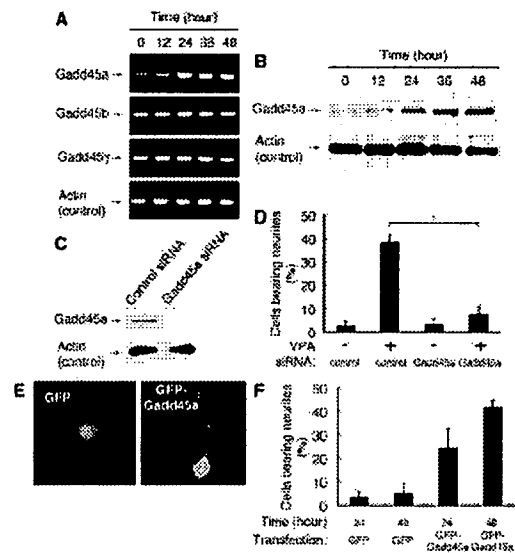 A
Time (hour)
0 12 24 36 48
Gadd45a
Gadd45b
Gadd45γ
Actin
(control)
B
Time (hour)
0 12 24 36 48
Gadd45a
Actin
(control)
C
Control siRNA
Gadd45a siRNA
Gadd45a
Actin
(control)
D
Cells bearing neurites
(%)
50
40
30
20
10
0
VPA - + - +
siRNA: control control Gadd45a Gadd45a
E
GFP
GFP-
Gadd45a
F
Cells bearing neurites
(%)
50
40
30
20
10
0
Time (hour) 24 48 24 48
Transfection: GFP GFP GFP-Gadd45a GFP-Gadd45a